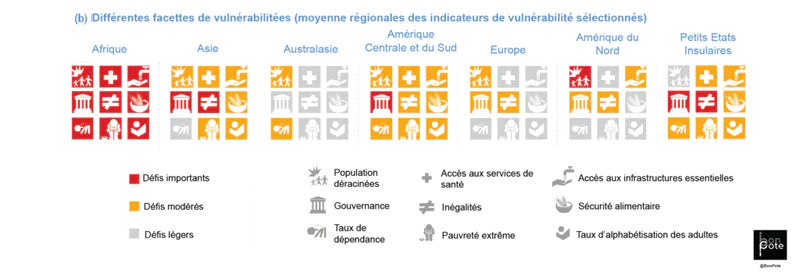 (b) Différentes facettes de vulnérabilitées (moyenne régionales des indicateurs de vulnérabilité sélectionnés)
Afrique
Asie
Australasie
Amérique
Centrale et du Sud
Europe
Amérique du
Nord
Petits Etats
Insulaires
Défis importants
Défis modérés
Défis légers
Population
déracinées
Gouvernance
Taux de
dépendance
Accès aux services de
santé
Inégalités
Pauvreté extrême
Accès aux infrastructures essentielles
Sécurité alimentaire
Taux d'alphabétisation des adultes
bon
pote
@BonPote